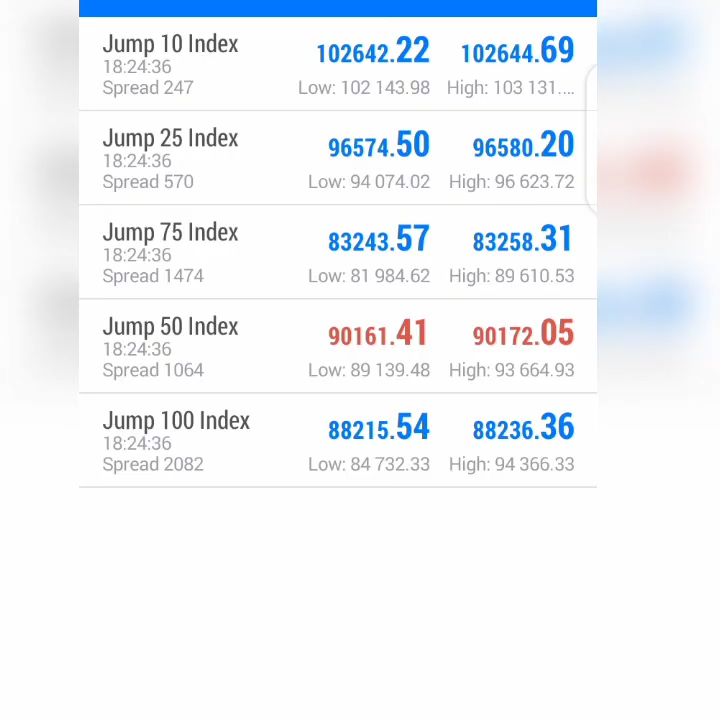 Jump 10 Index 102642.22 102644.69
18:24:36
Spread 247 Low: 102 143.98 High: 103 131....
Jump 25 Index 96574.50 96580.20
18:24:36
Spread 570 Low: 94 074.02 High: 96 623.72
Jump 75 Index 83243.57 83258.31
18:24:36
Spread 1474 Low: 81 984.62 High: 89 610.53
Jump 50 Index 90161.41 90172.05
18:24:36
Spread 1064 Low: 89 139.48 High: 93 664.93
Jump 100 Index 88215.54 88236.36
18:24:36
Spread 2082 Low: 84 732.33 High: 94 366.33